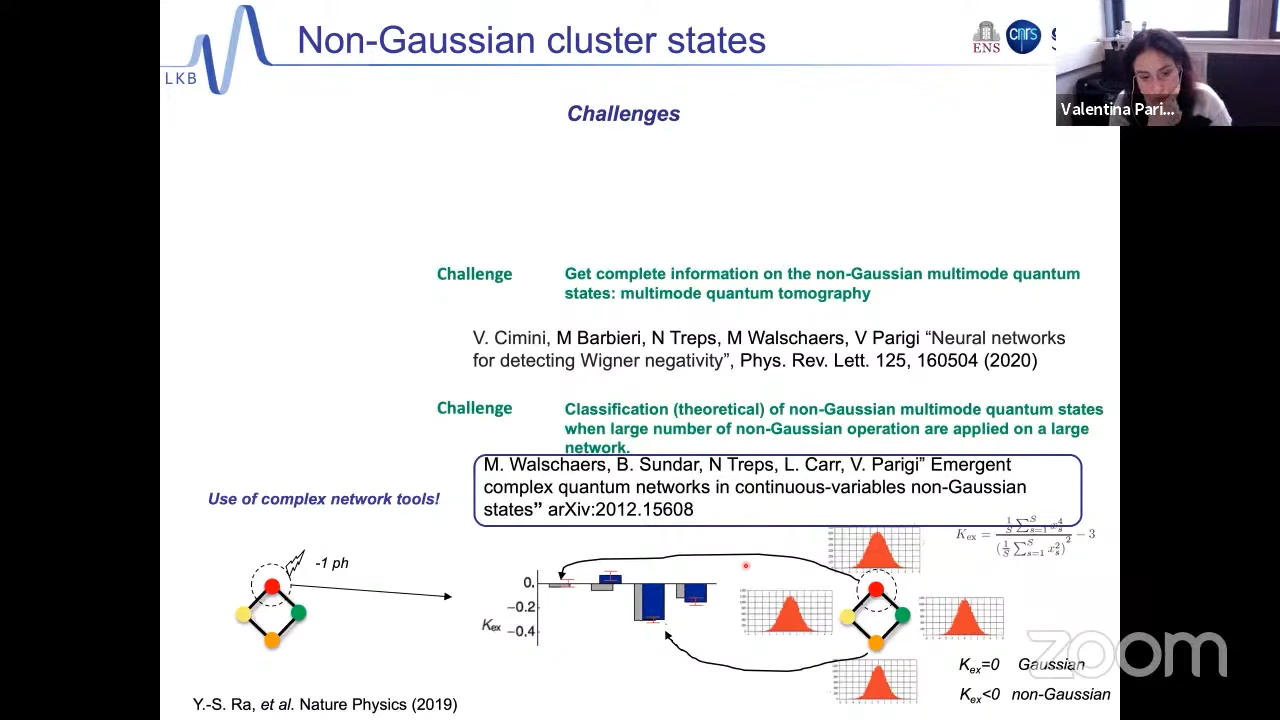 Non-Gaussian cluster states
LKB
ENS
cnrs
Valentina Pari...
Challenges
Challenge
Get complete information on the non-Gaussian multimode quantum
states: multimode quantum tomography
V. Cimini, M Barbieri, N Treps, M Walschaers, V Parigi “Neural networks
for detecting Wigner negativity”, Phys. Rev. Lett. 125, 160504 (2020)
Challenge
Classification (theoretical) of non-Gaussian multimode quantum states
when large number of non-Gaussian operation are applied on a large
network.
M. Walschaers, B. Sundar, N Treps, L. Carr, V. Parigi” Emergent
complex quantum networks in continuous-variables non-Gaussian
states” arXiv:2012.15608
Use of complex network tools!
-1 ph
0.
-0.2
-0.4
Kex
Kex=0 Gaussian
Kex<0 non-Gaussian
zoom
Y.-S. Ra, et al. Nature Physics (2019)